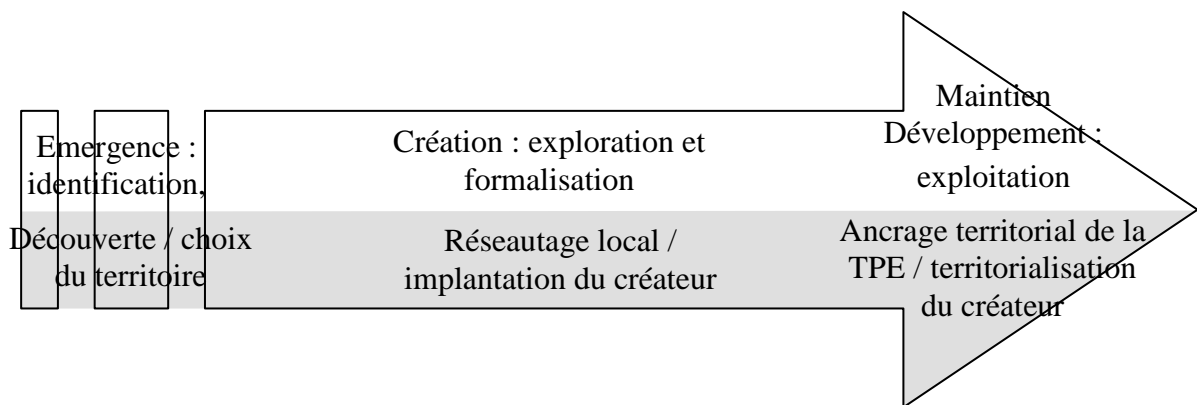 Emergence :
identification,
Création : exploration et
formalisation
Maintien
Développement :
exploitation
Découverte / choix
du territoire
Réseautage local /
implantation du créateur
Ancrage territorial de la
TPE / territorialisation
du créateur